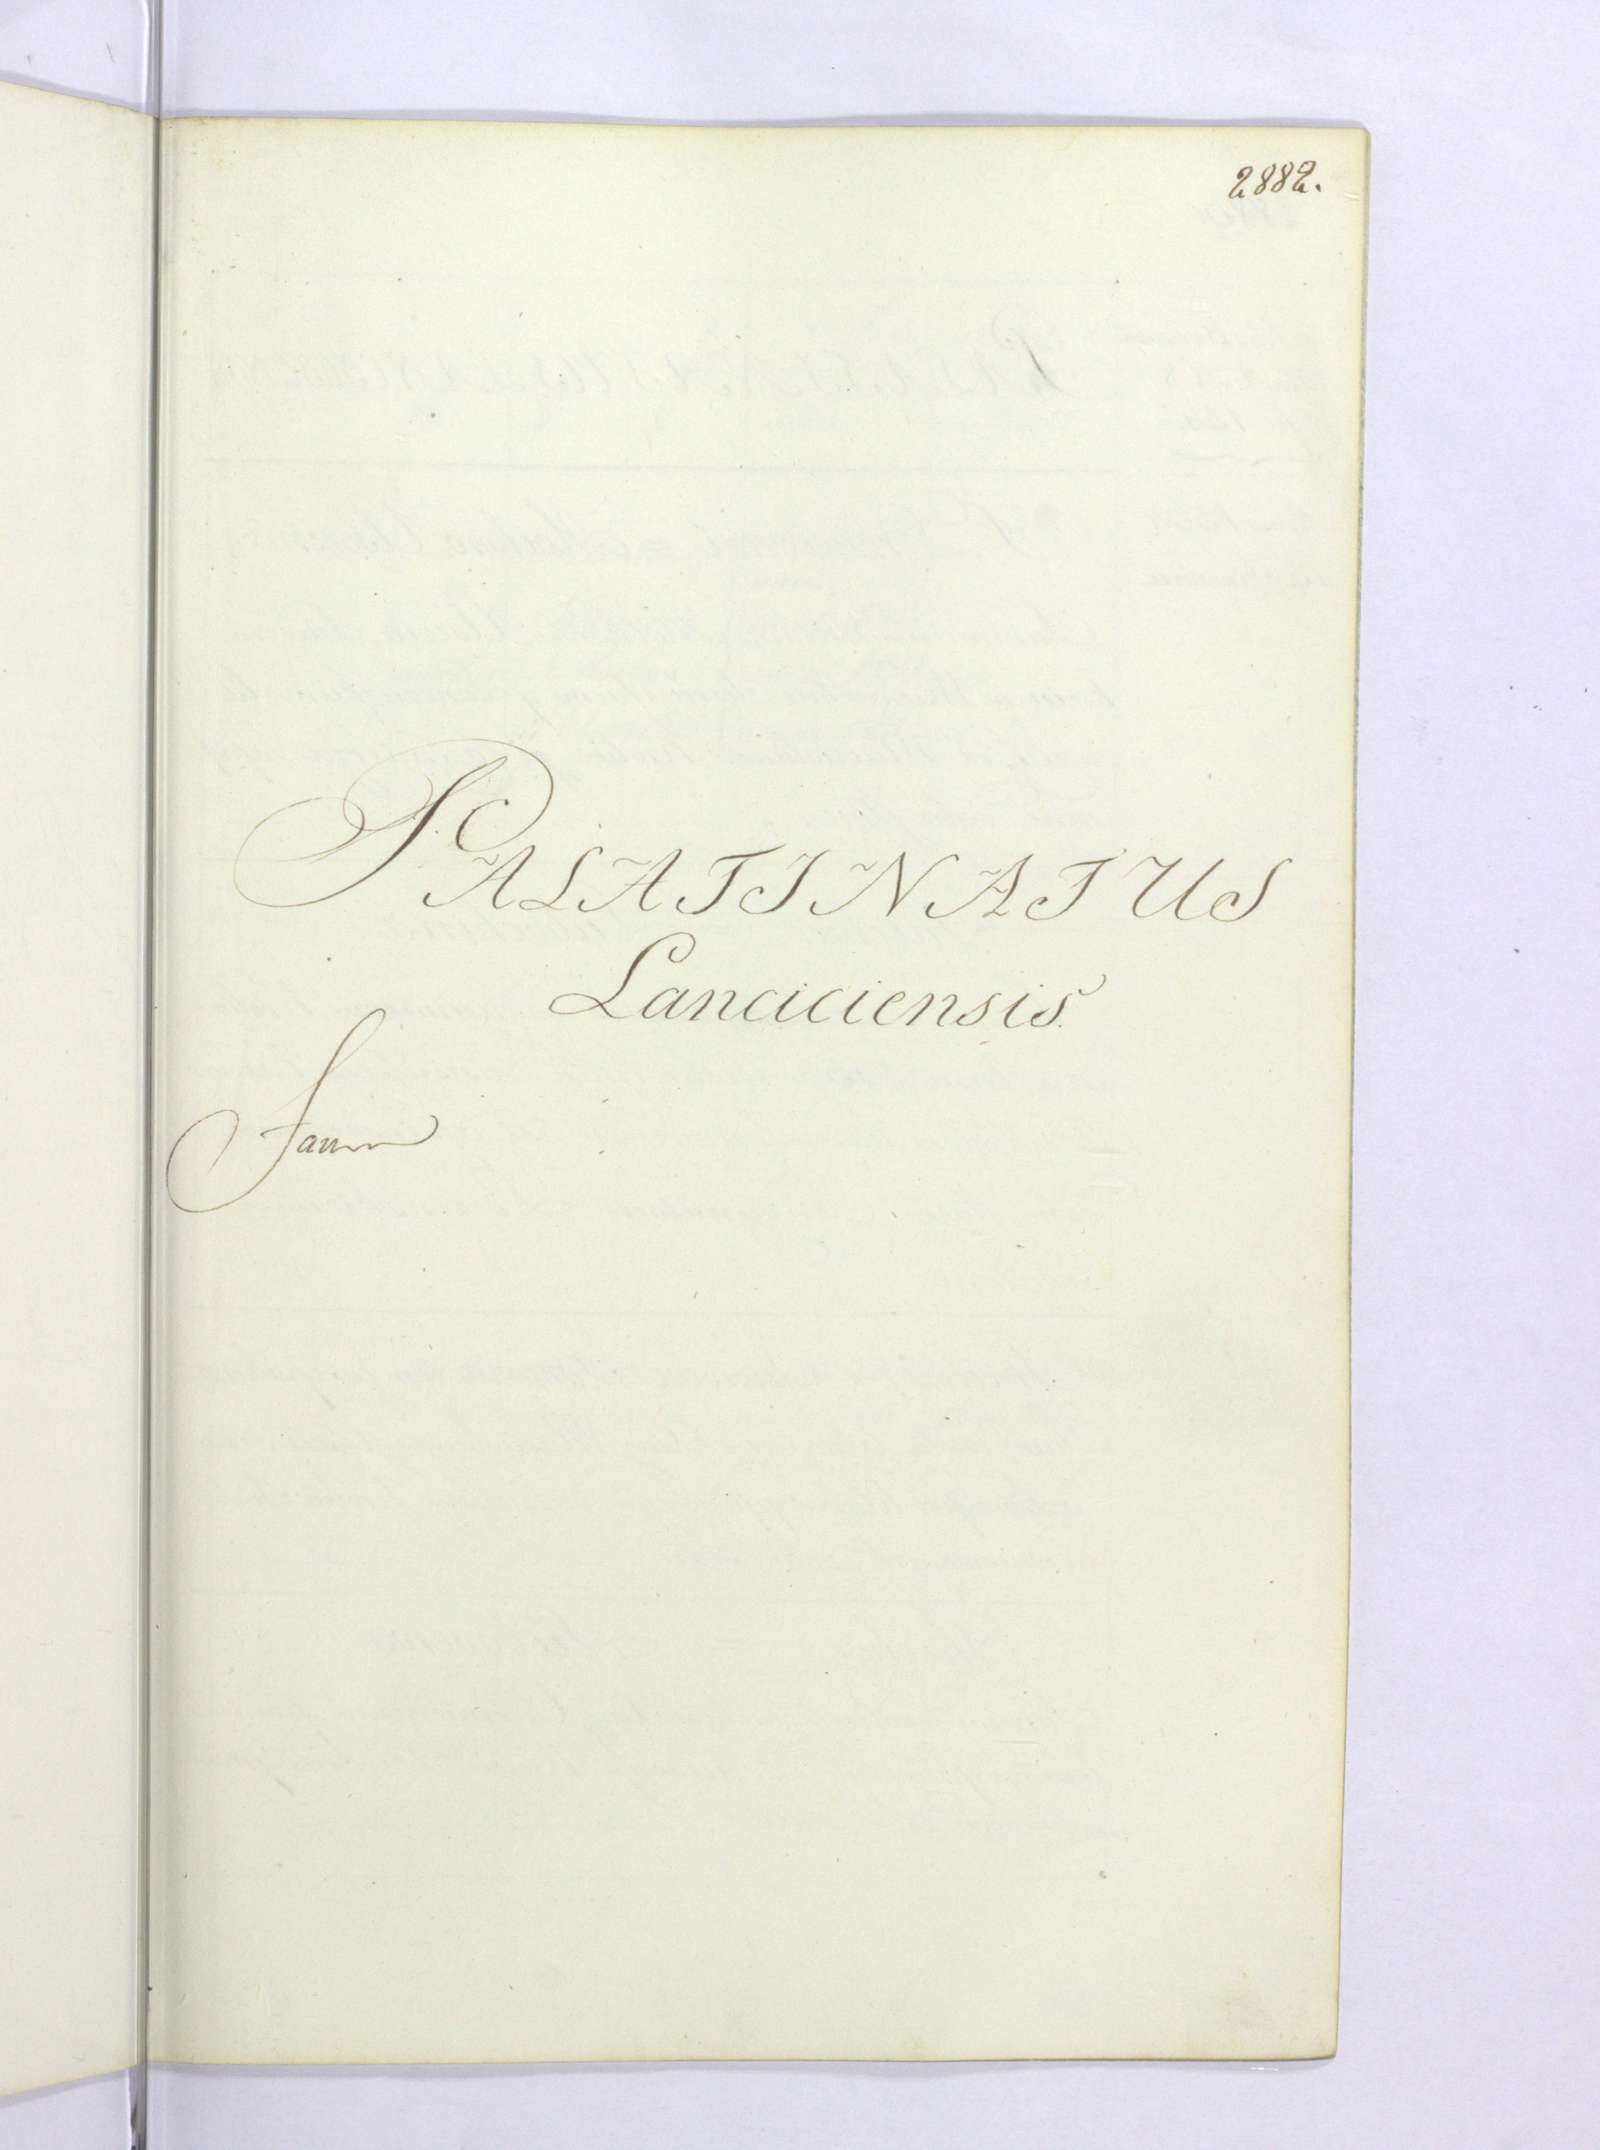 2882.
PALATINATUS
Lanciciensis.